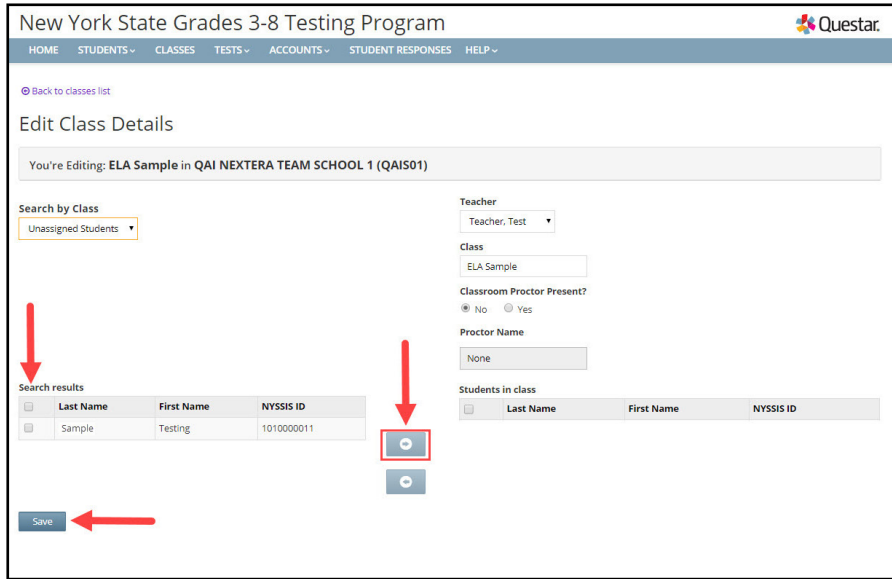 New York State Grades 3-8 Testing Program
Questar.
HOME STUDENTS CLASSES TESTS ACCOUNTS STUDENT RESPONSES HELP
Back to classes list
Edit Class Details
You're Editing: ELA Sample in QAI NEXTERA TEAM SCHOOL 1 (QAIS01)
Search by Class
Unassigned Students
Teacher
Teacher, Test
Class
ELA Sample
Classroom Proctor Present?
No Yes
Proctor Name
None
Search results
Last Name First Name NYSSIS ID
Sample Testing 1010000011
Students in class
Last Name First Name NYSSIS ID
Save